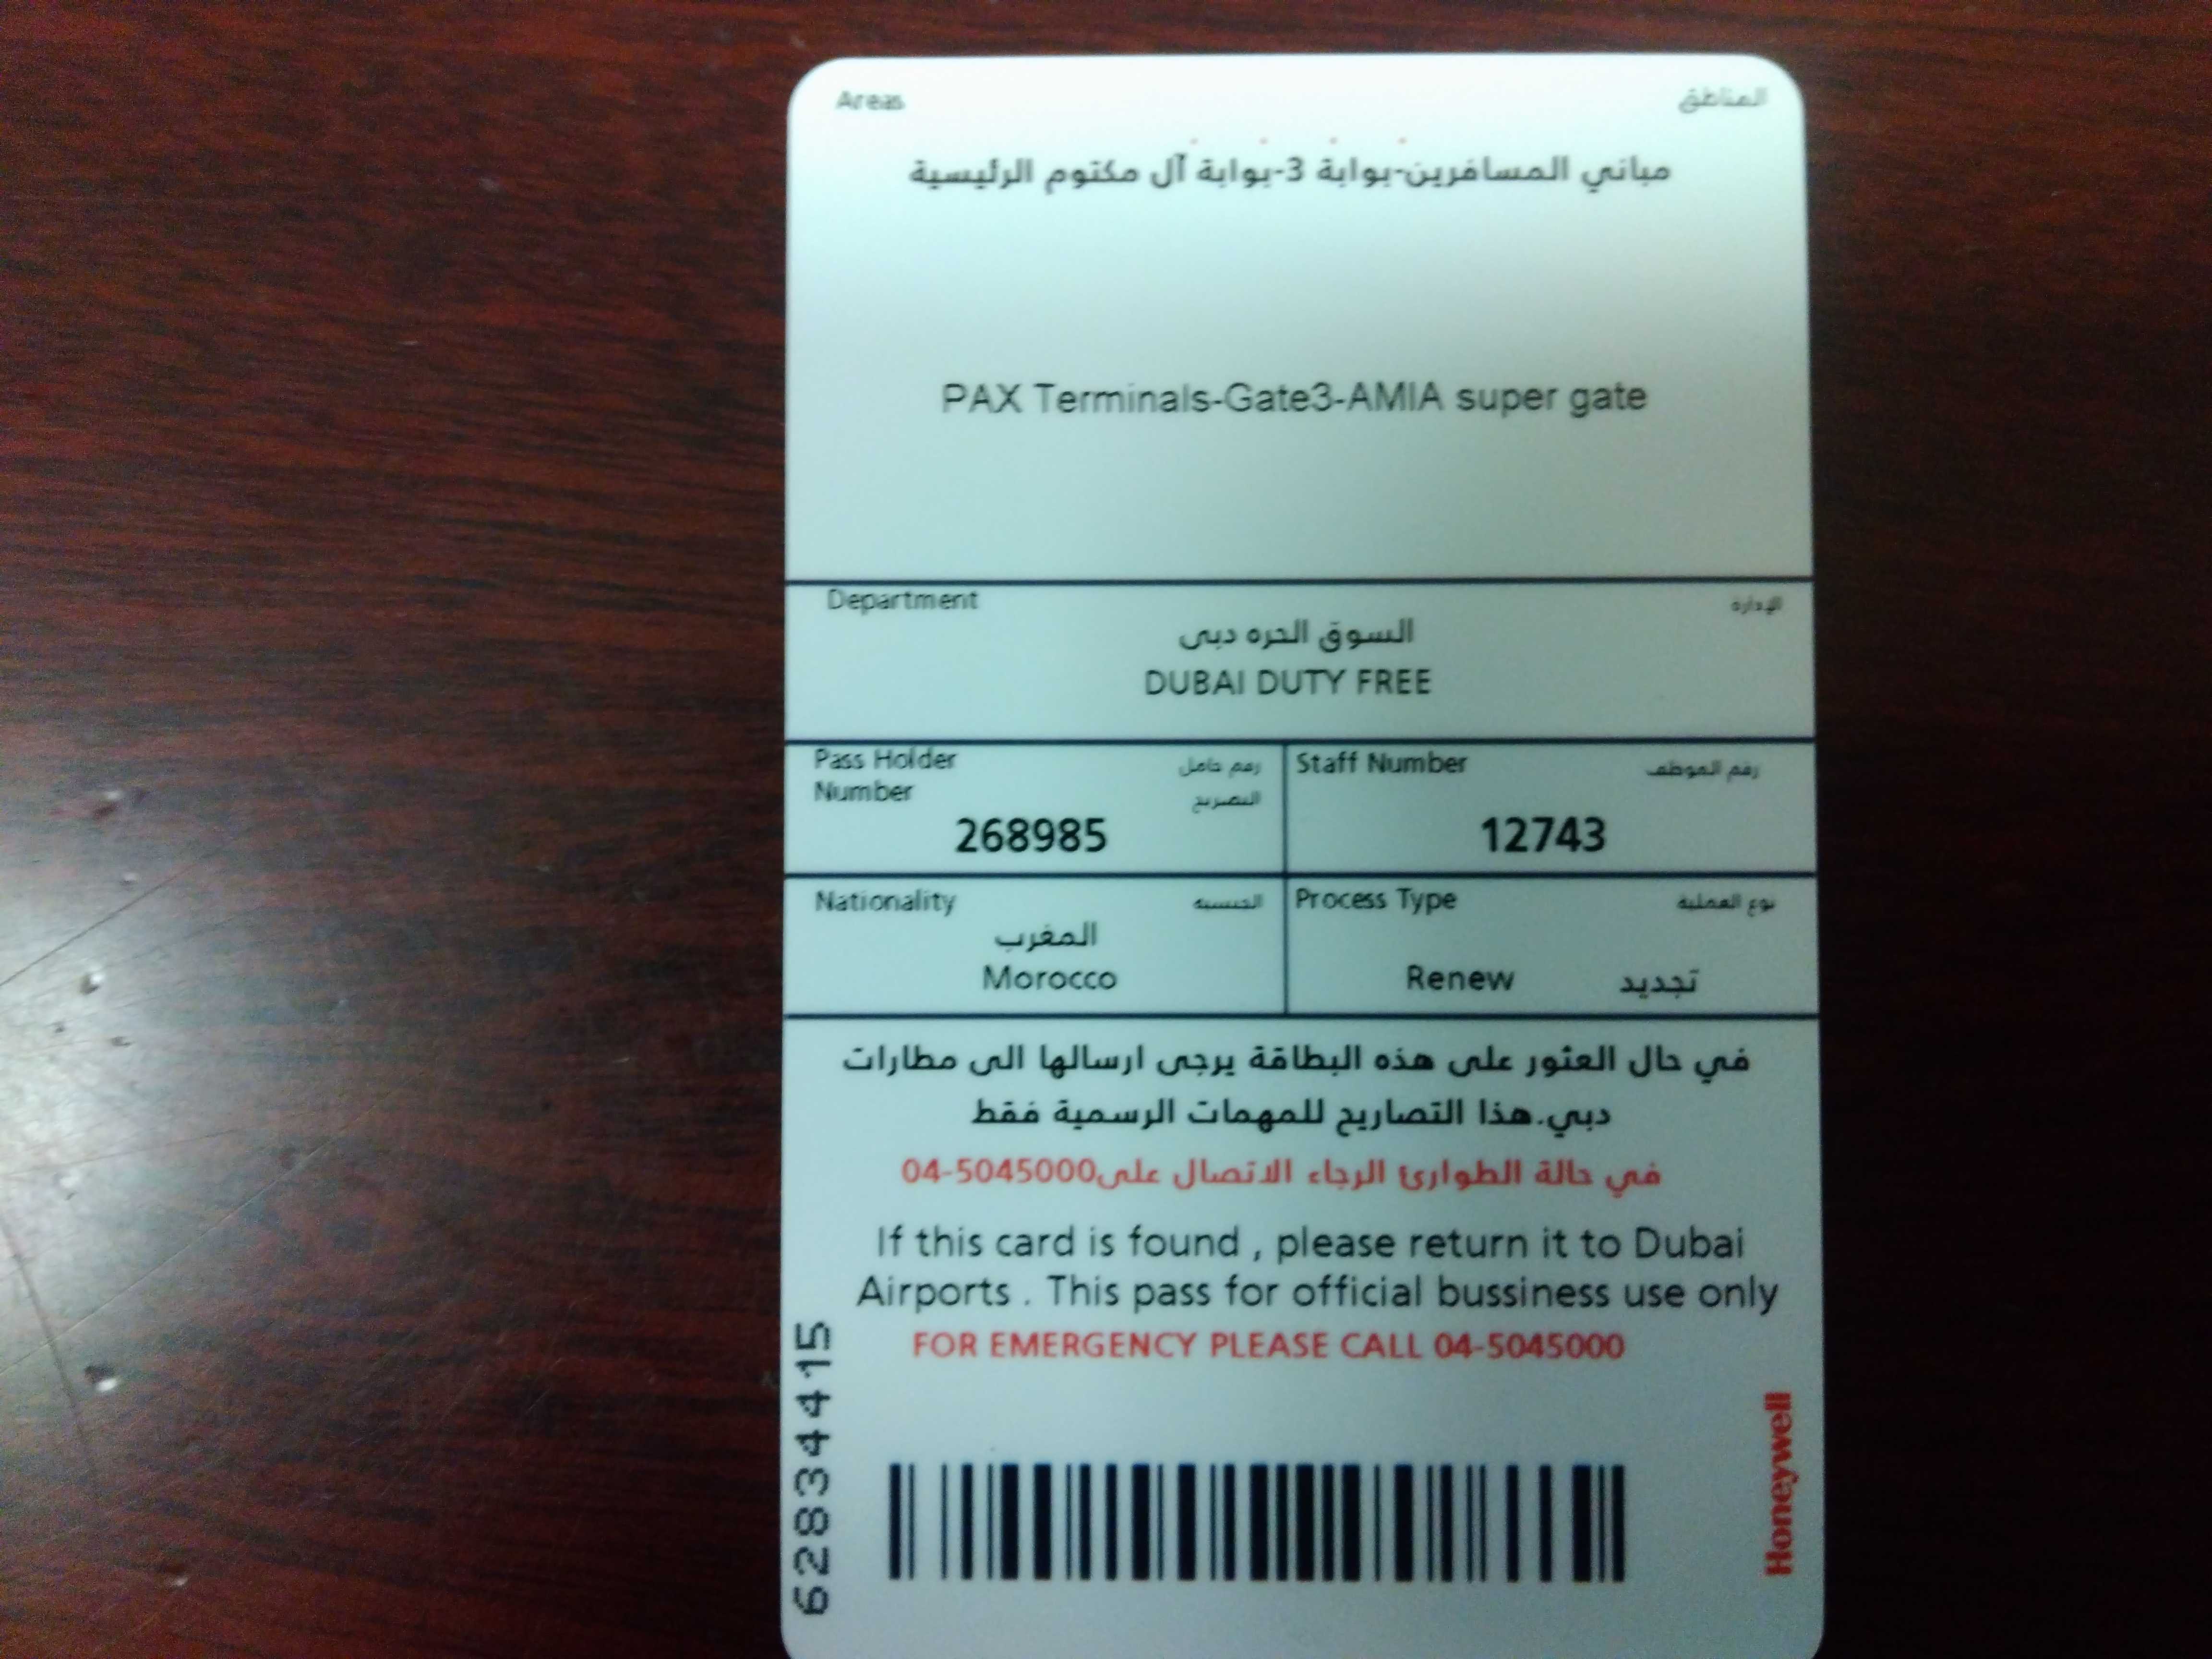 Areas المناطق
مباني المسافرين-بوابة 3-بوابة آل مكتوم الرئيسية
PAX Terminals-Gate3-AMIA super gate
Department الإدارة
السوق الحره دبى
DUBAI DUTY FREE
Pass Holder Number رقم حامل التصريح
268985
Staff Number رقم الموظف
12743
Nationality الجنسية
المغرب
Morocco
Process Type نوع العملية
Renew تجديد
في حال العثور على هذه البطاقة يرجى ارسالها الى مطارات
دبي.هذا التصاريح للمهمات الرسمية فقط
في حالة الطوارئ الرجاء الاتصال على04-5045000
If this card is found , please return it to Dubai
Airports . This pass for official bussiness use only
FOR EMERGENCY PLEASE CALL 04-5045000
62834415
Honeywell